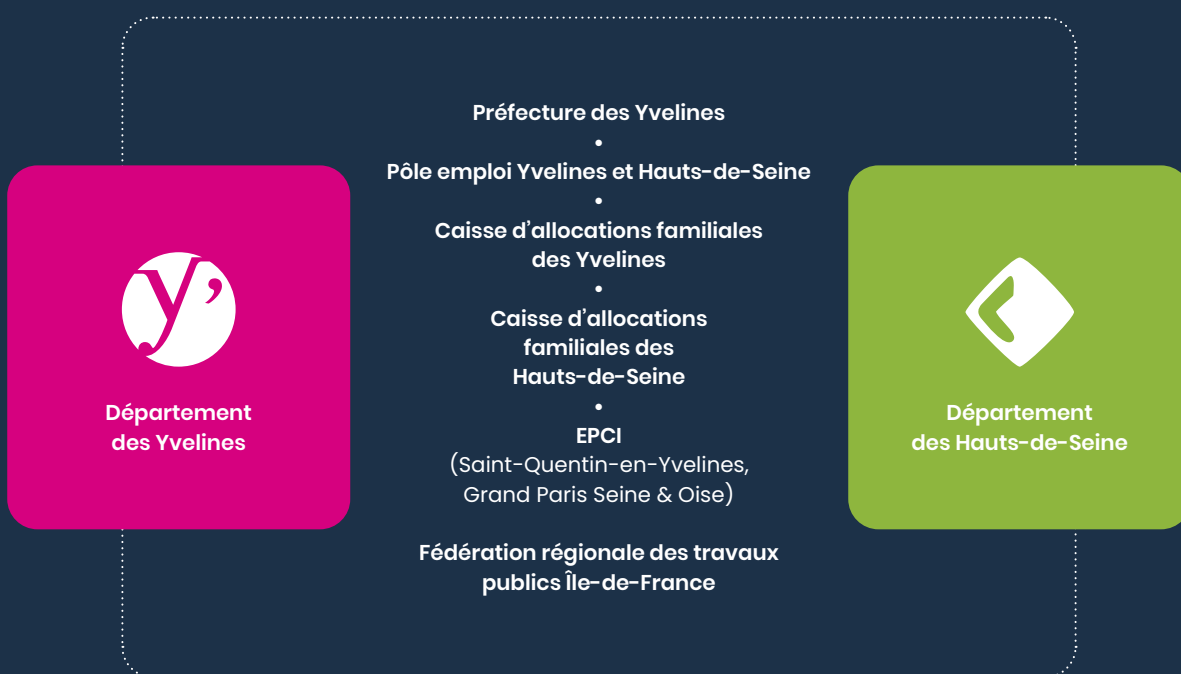 Préfecture des Yvelines
•
Pôle emploi Yvelines et Hauts-de-Seine
•
Caisse d’allocations familiales
des Yvelines
•
Caisse d’allocations
familiales des
Hauts-de-Seine
•
EPCI
(Saint-Quentin-en-Yvelines,
Grand Paris Seine & Oise)
Fédération régionale des travaux
publics Île-de-France
y’
Département
des Yvelines
Département
des Hauts-de-Seine